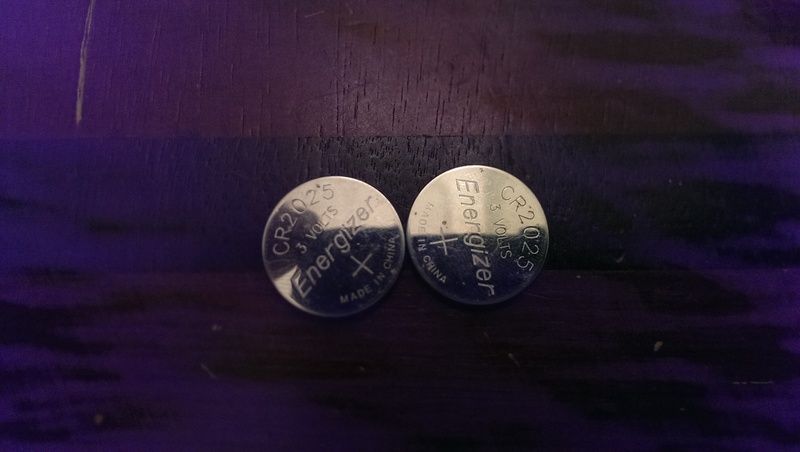 CR2025
3 VOLTS
Energizer
+
MADE IN CHINA
CR2025
3 VOLTS
Energizer
+
MADE IN CHINA